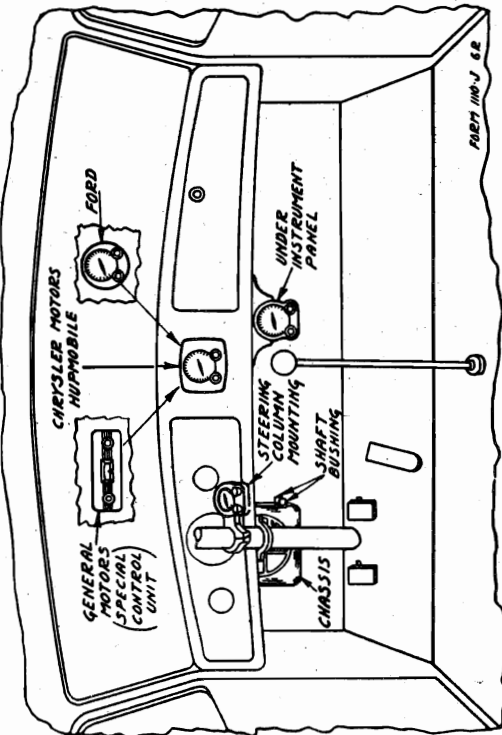 GENERAL
MOTORS
(SPECIAL
CONTROL
UNIT)
CHRYSLER MOTORS
HUPMOBILE
FORD
STEERING
COLUMN
MOUNTING
UNDER
INSTRUMENT
PANEL
SHAFT
BUSHING
CHASSIS
FORM 1110-J 6R